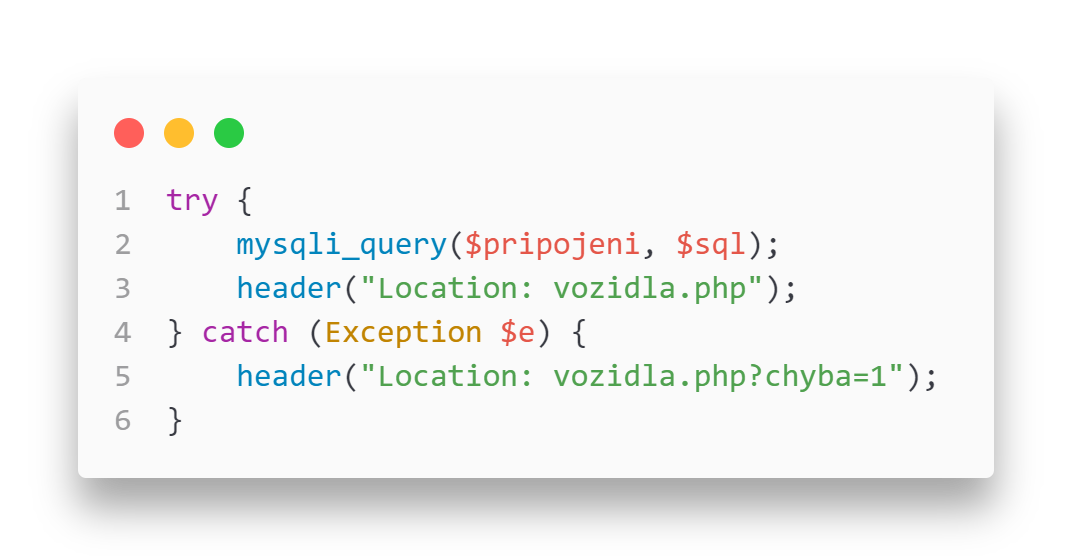 1 try {
2     mysqli_query($pripojeni, $sql);
3     header("Location: vozidla.php");
4 } catch (Exception $e) {
5     header("Location: vozidla.php?chyba=1");
6 }